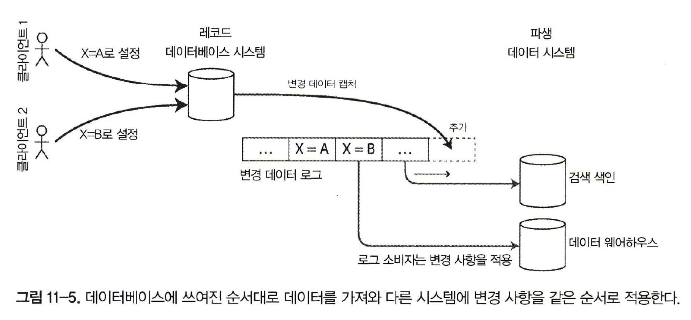 클라이언트 1
X=A로 설정
레코드
데이터베이스 시스템
파생
데이터 시스템
변경 데이터 캡처
클라이언트 2
X=B로 설정
추가
... X = A X = B ...
변경 데이터 로그
검색 색인
데이터 웨어하우스
로그 소비자는 변경 사항을 적용
그림 11-5. 데이터베이스에 쓰여진 순서대로 데이터를 가져와 다른 시스템에 변경 사항을 같은 순서로 적용한다.